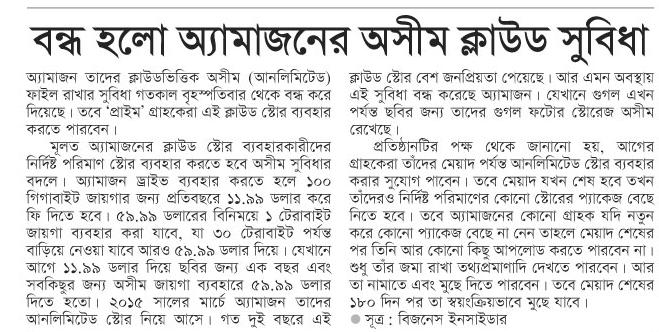 বন্ধ হলো অ্যামাজনের অসীম ক্লাউড সুবিধা
অ্যামাজন তাদের ক্লাউডভিত্তিক অসীম (আনলিমিটেড)
ফাইল রাখার সুবিধা গতকাল বৃহস্পতিবার থেকে বন্ধ করে
দিয়েছে। তবে ‘প্রাইম’ গ্রাহকেরা এই ক্লাউড স্টোর ব্যবহার
করতে পারবেন।
মূলত অ্যামাজনের ক্লাউড স্টোর ব্যবহারকারীদের
নির্দিষ্ট পরিমাণ স্টোর ব্যবহার করতে হবে অসীম সুবিধার
বদলে। অ্যামাজন ড্রাইভ ব্যবহার করতে হলে ১০০
গিগাবাইট জায়গার জন্য প্রতিবছরে ১১.৯৯ ডলার করে
ফি দিতে হবে। ৫৯.৯৯ ডলারের বিনিময়ে ১ টেরাবাইট
জায়গা ব্যবহার করা যাবে, যা ৩০ টেরাবাইট পর্যন্ত
বাড়িয়ে নেওয়া যাবে আরও ৫৯.৯৯ ডলার দিয়ে। যেখানে
আগে ১১.৯৯ ডলার দিয়ে ছবির জন্য এক বছর এবং
সবকিছুর জন্য অসীম জায়গা ব্যবহারে ৫৯.৯৯ ডলার
দিতে হতো। ২০১৫ সালের মার্চে অ্যামাজন তাদের
আনলিমিটেড স্টোর নিয়ে আসে। গত দুই বছরে এই
ক্লাউড স্টোর বেশ জনপ্রিয়তা পেয়েছে। আর এমন অবস্থায়
এই সুবিধা বন্ধ করেছে অ্যামাজন। যেখানে গুগল এখন
পর্যন্ত ছবির জন্য তাদের গুগল ফটোর স্টোরেজ অসীম
রেখেছে।
প্রতিষ্ঠানটির পক্ষ থেকে জানানো হয়, আগের
গ্রাহকেরা তাঁদের মেয়াদ পর্যন্ত আনলিমিটেড স্টোর ব্যবহার
করার সুযোগ পাবেন। তবে মেয়াদ যখন শেষ হবে তখন
তাঁদেরও নির্দিষ্ট পরিমাণের কোনো স্টোরের প্যাকেজ বেছে
নিতে হবে। তবে অ্যামাজনের কোনো গ্রাহক যদি নতুন
করে কোনো প্যাকেজ বেছে না নেন তাহলে মেয়াদ শেষের
পর তিনি আর কোনো কিছু আপলোড করতে পারবেন না।
শুধু তাঁর জমা রাখা তথ্যপ্রমাণাদি দেখতে পারবেন। আর
তা নামাতে এবং মুছে দিতে পারবেন। তবে মেয়াদ শেষের
১৮০ দিন পর তা স্বয়ংক্রিয়ভাবে মুছে যাবে।
● সূত্র : বিজনেস ইনসাইডার